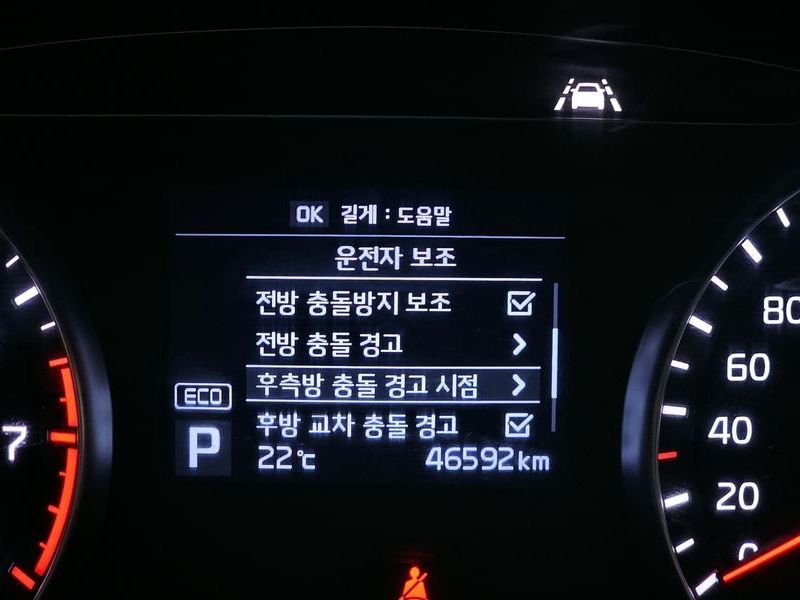 OK 길게 : 도움말
운전자 보조
전방 충돌방지 보조
전방 충돌 경고
후측방 충돌 경고 시점
후방 교차 충돌 경고
ECO
P
22℃
46592km
7
80
60
40
20
0